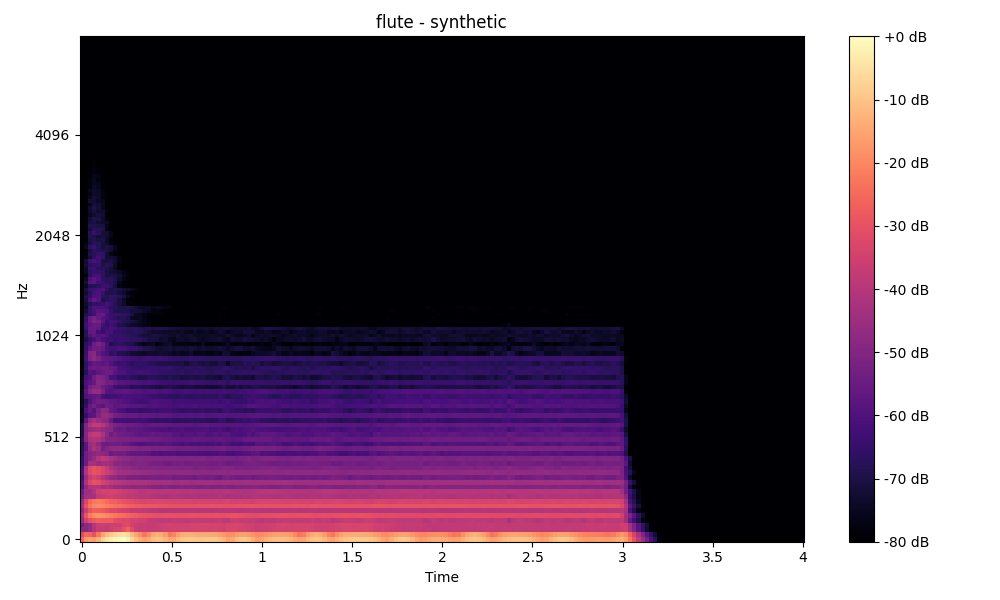 flute - synthetic
Hz
4096
2048
1024
512
0
0 0.5 1 1.5 2 2.5 3 3.5 4
Time
+0 dB
-10 dB
-20 dB
-30 dB
-40 dB
-50 dB
-60 dB
-70 dB
-80 dB